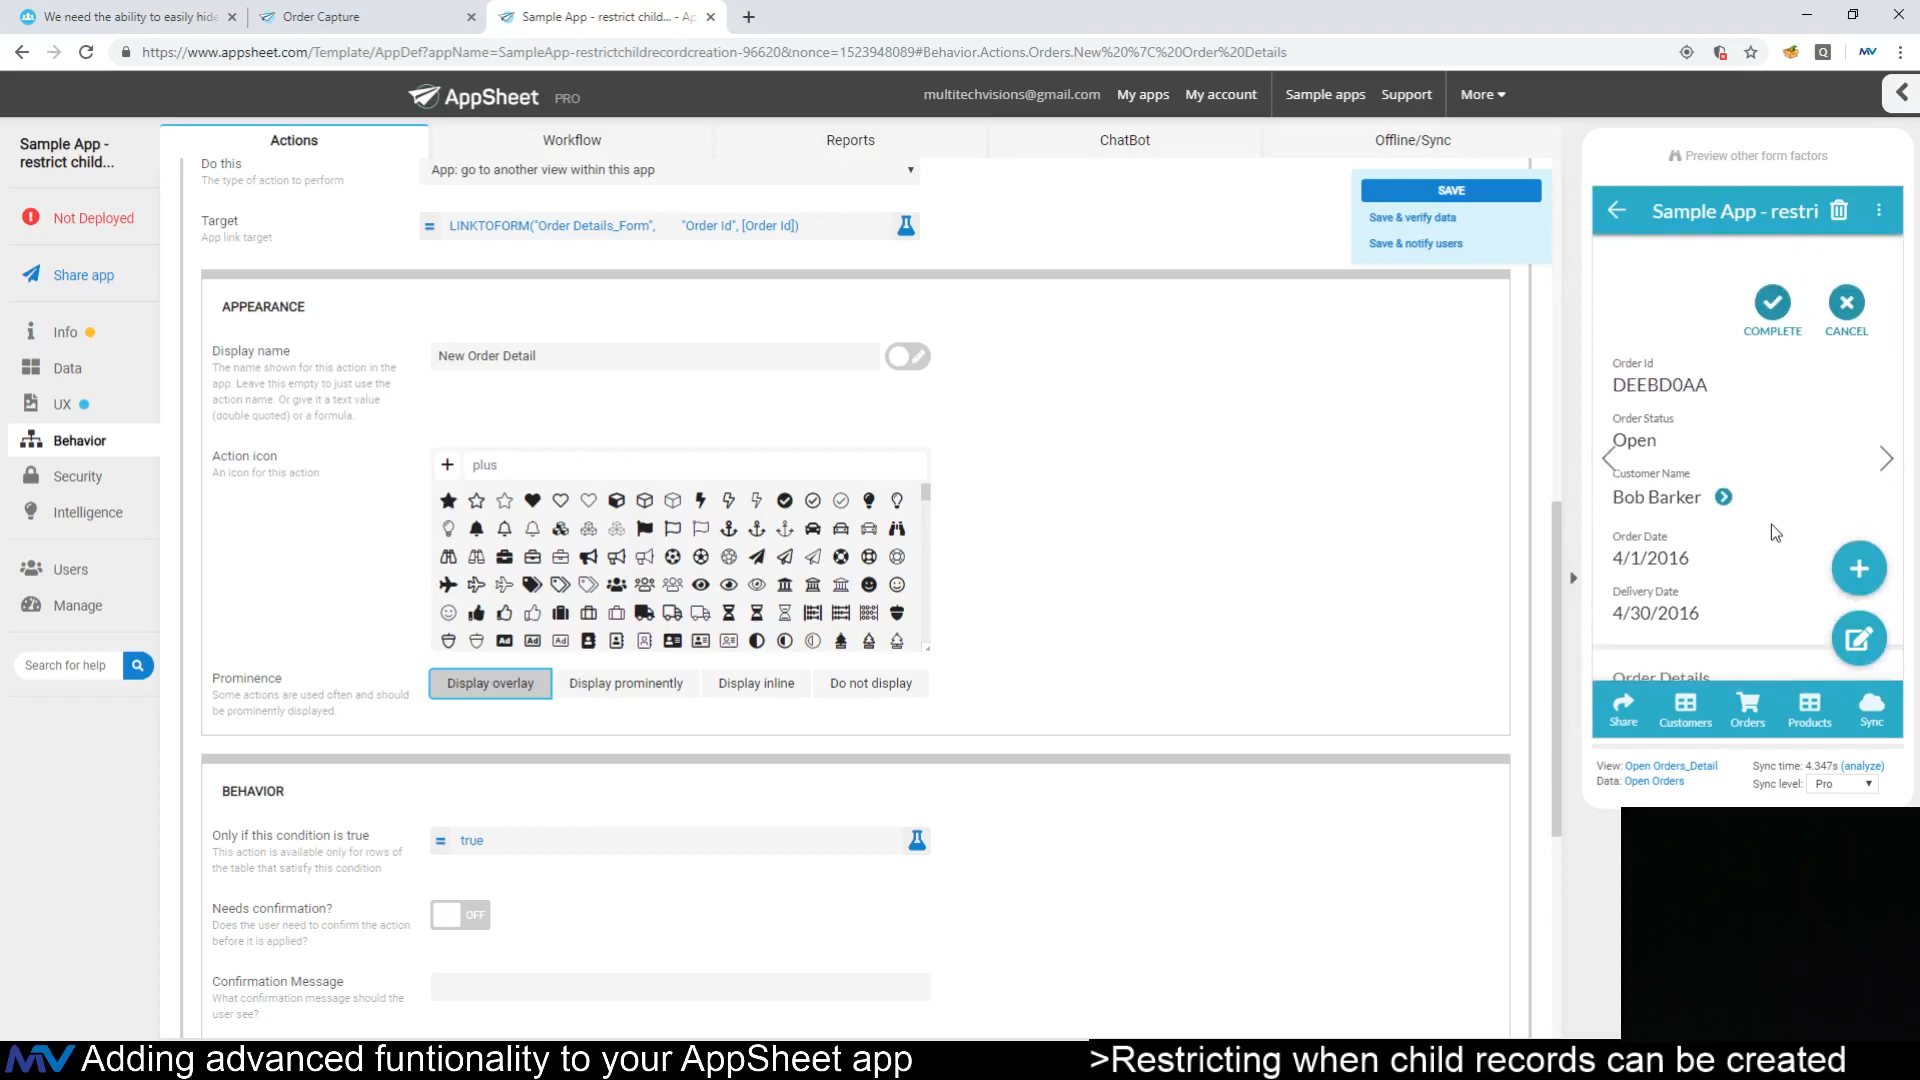 We need the ability to easily hide
Order Capture
Sample App - restrict child... - Ap
https://www.appsheet.com/Template/AppDef?appName=SampleApp-restrictchildrecordcreation-96620&nonce=1523948089#Behavior.Actions.Orders.New%20%7C%20Order%20Details
AppSheet PRO
multitechvisions@gmail.com My apps My account Sample apps Support More
Sample App -
restrict child...
Not Deployed
Share app
Info
Data
UX
Behavior
Security
Intelligence
Users
Manage
Search for help
Actions Workflow Reports ChatBot Offline/Sync
Do this
The type of action to perform
App: go to another view within this app
Target
App link target
= LINKTOFORM("Order Details_Form", "Order Id", [Order Id])
SAVE
Save & verify data
Save & notify users
APPEARANCE
Display name
The name shown for this action in the
app. Leave this empty to just use the
action name. Or give it a text value
(double quoted) or a formula.
New Order Detail
Action icon
An icon for this action
plus
Ad Ad Ad
Prominence
Some actions are used often and should
be prominently displayed.
Display overlay Display prominently Display inline Do not display
BEHAVIOR
Only if this condition is true
This action is available only for rows of
the table that satisfy this condition
= true
Needs confirmation?
Does the user need to confirm the action
before it is applied?
OFF
Confirmation Message
What confirmation message should the
user see?
Preview other form factors
Sample App - restri
COMPLETE CANCEL
Order Id
DEEBD0AA
Order Status
Open
Customer Name
Bob Barker
Order Date
4/1/2016
Delivery Date
4/30/2016
Order Details
Share Customers Orders Products Sync
View: Open Orders_Detail
Data: Open Orders
Sync time: 4.347s (analyze)
Sync level: Pro
MV Adding advanced funtionality to your AppSheet app
>Restricting when child records can be created